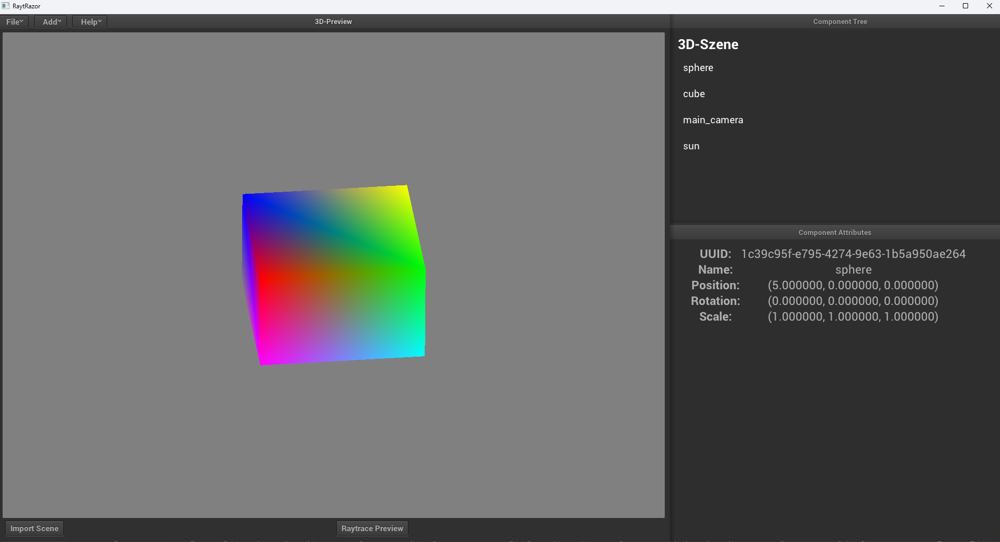 RaytRazor
File
Add
Help
3D-Preview
Component Tree
3D-Szene
sphere
cube
main_camera
sun
Component Attributes
UUID: 1c39c95f-e795-4274-9e63-1b5a950ae264
Name: sphere
Position: (5.000000, 0.000000, 0.000000)
Rotation: (0.000000, 0.000000, 0.000000)
Scale: (1.000000, 1.000000, 1.000000)
Import Scene
Raytrace Preview